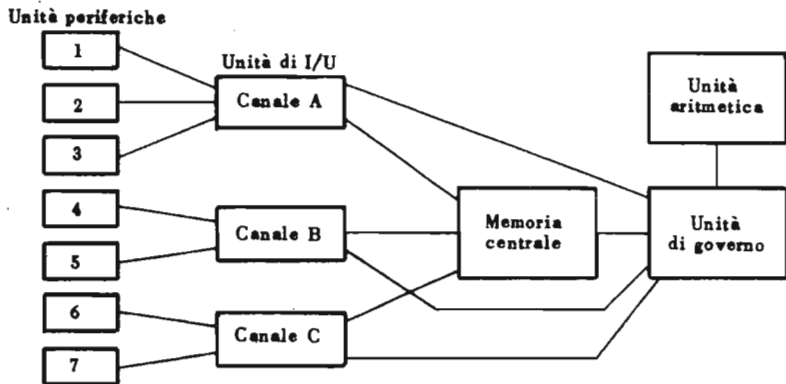 Unità periferiche
1
2
3
4
5
6
7
Unità di I/U
Canale A
Canale B
Canale C
Memoria
centrale
Unità
aritmetica
Unità
di governo